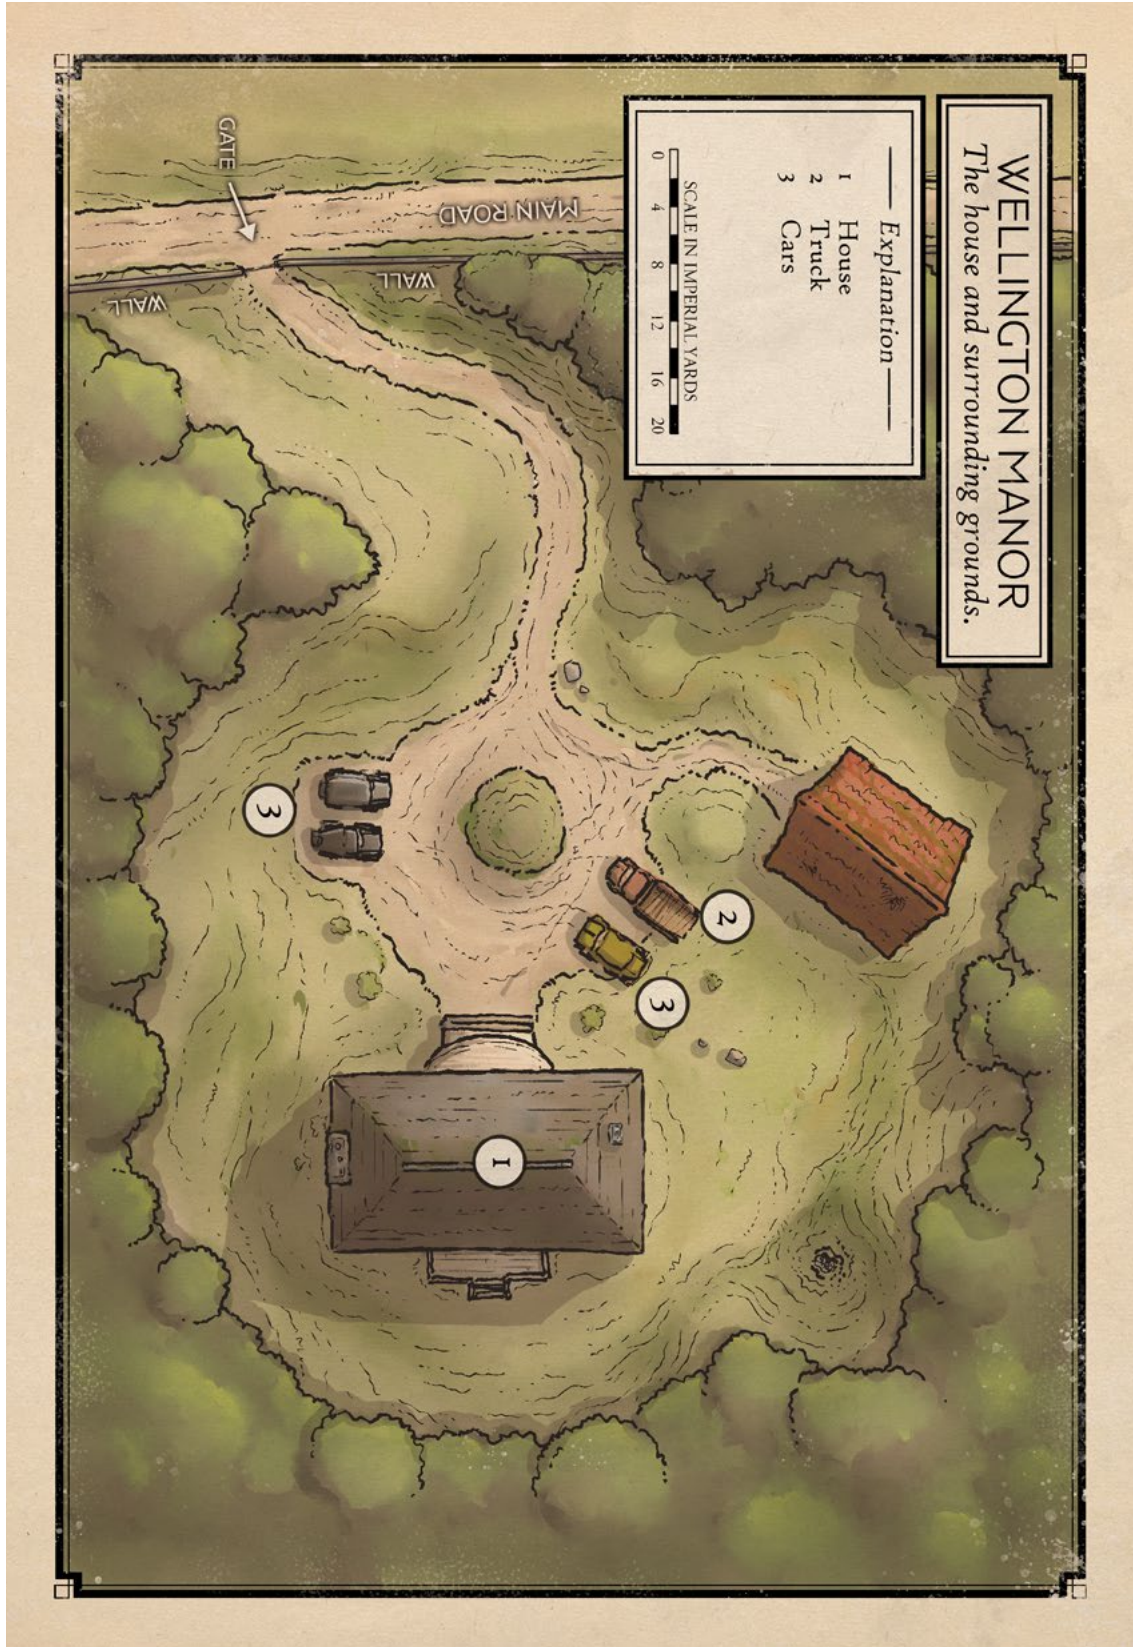 WELLINGTON MANOR
The house and surrounding grounds.
Explanation
1 House
2 Truck
3 Cars
SCALE IN IMPERIAL YARDS
0 4 8 12 16 20
MAIN ROAD
GATE
WALL
WALL
3
2
3
1